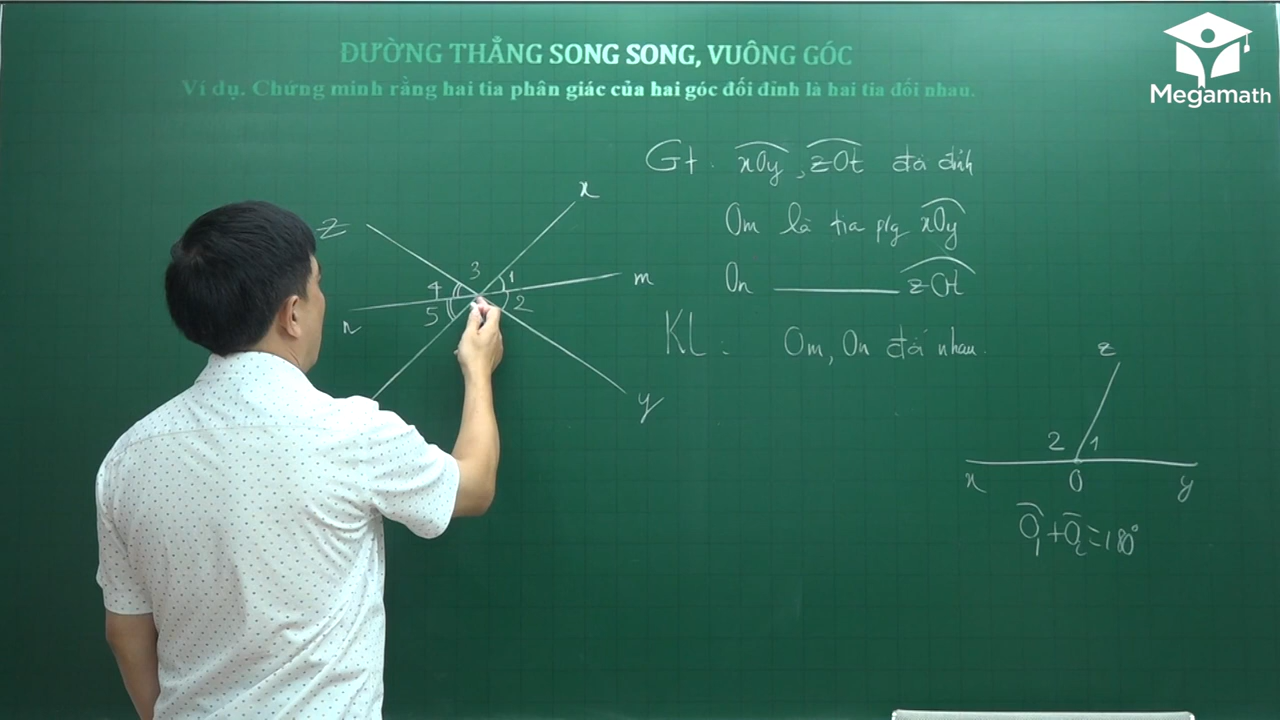 ĐƯỜNG THẲNG SONG SONG, VUÔNG GÓC
Ví dụ. Chứng minh rằng hai tia phân giác của hai góc đối đỉnh là hai tia đối nhau.
Megamath
Gt. xOy, zOt đối đỉnh
Om là tia p/g xOy
On ——— zOt
KL: Om, On đối nhau.
z
x
3
4
1
m
n
5
2
y
z
2
1
x
O
y
O1 + O2 = 180°